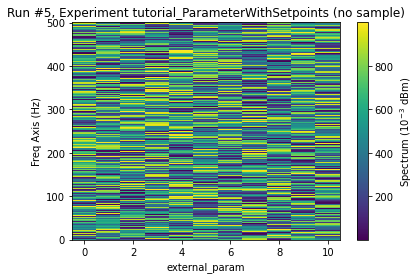 Run #5, Experiment tutorial_ParameterWithSetpoints (no sample)
500
400
300
200
100
0
Freq Axis (Hz)
0 2 4 6 8 10
external_param
800
600
400
200
Spectrum (10⁻³ dBm)